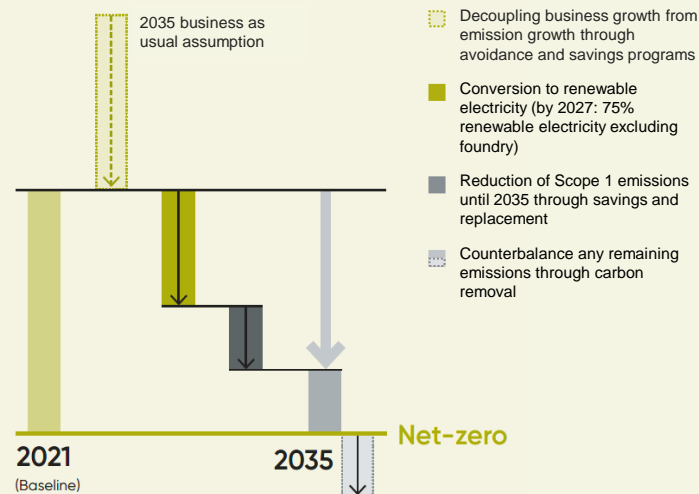 2035 business as
usual assumption
Decoupling business growth from
emission growth through
avoidance and savings programs
Conversion to renewable
electricity (by 2027: 75%
renewable electricity excluding
foundry)
Reduction of Scope 1 emissions
until 2035 through savings and
replacement
Counterbalance any remaining
emissions through carbon
removal
Net-zero
2021
(Baseline)
2035